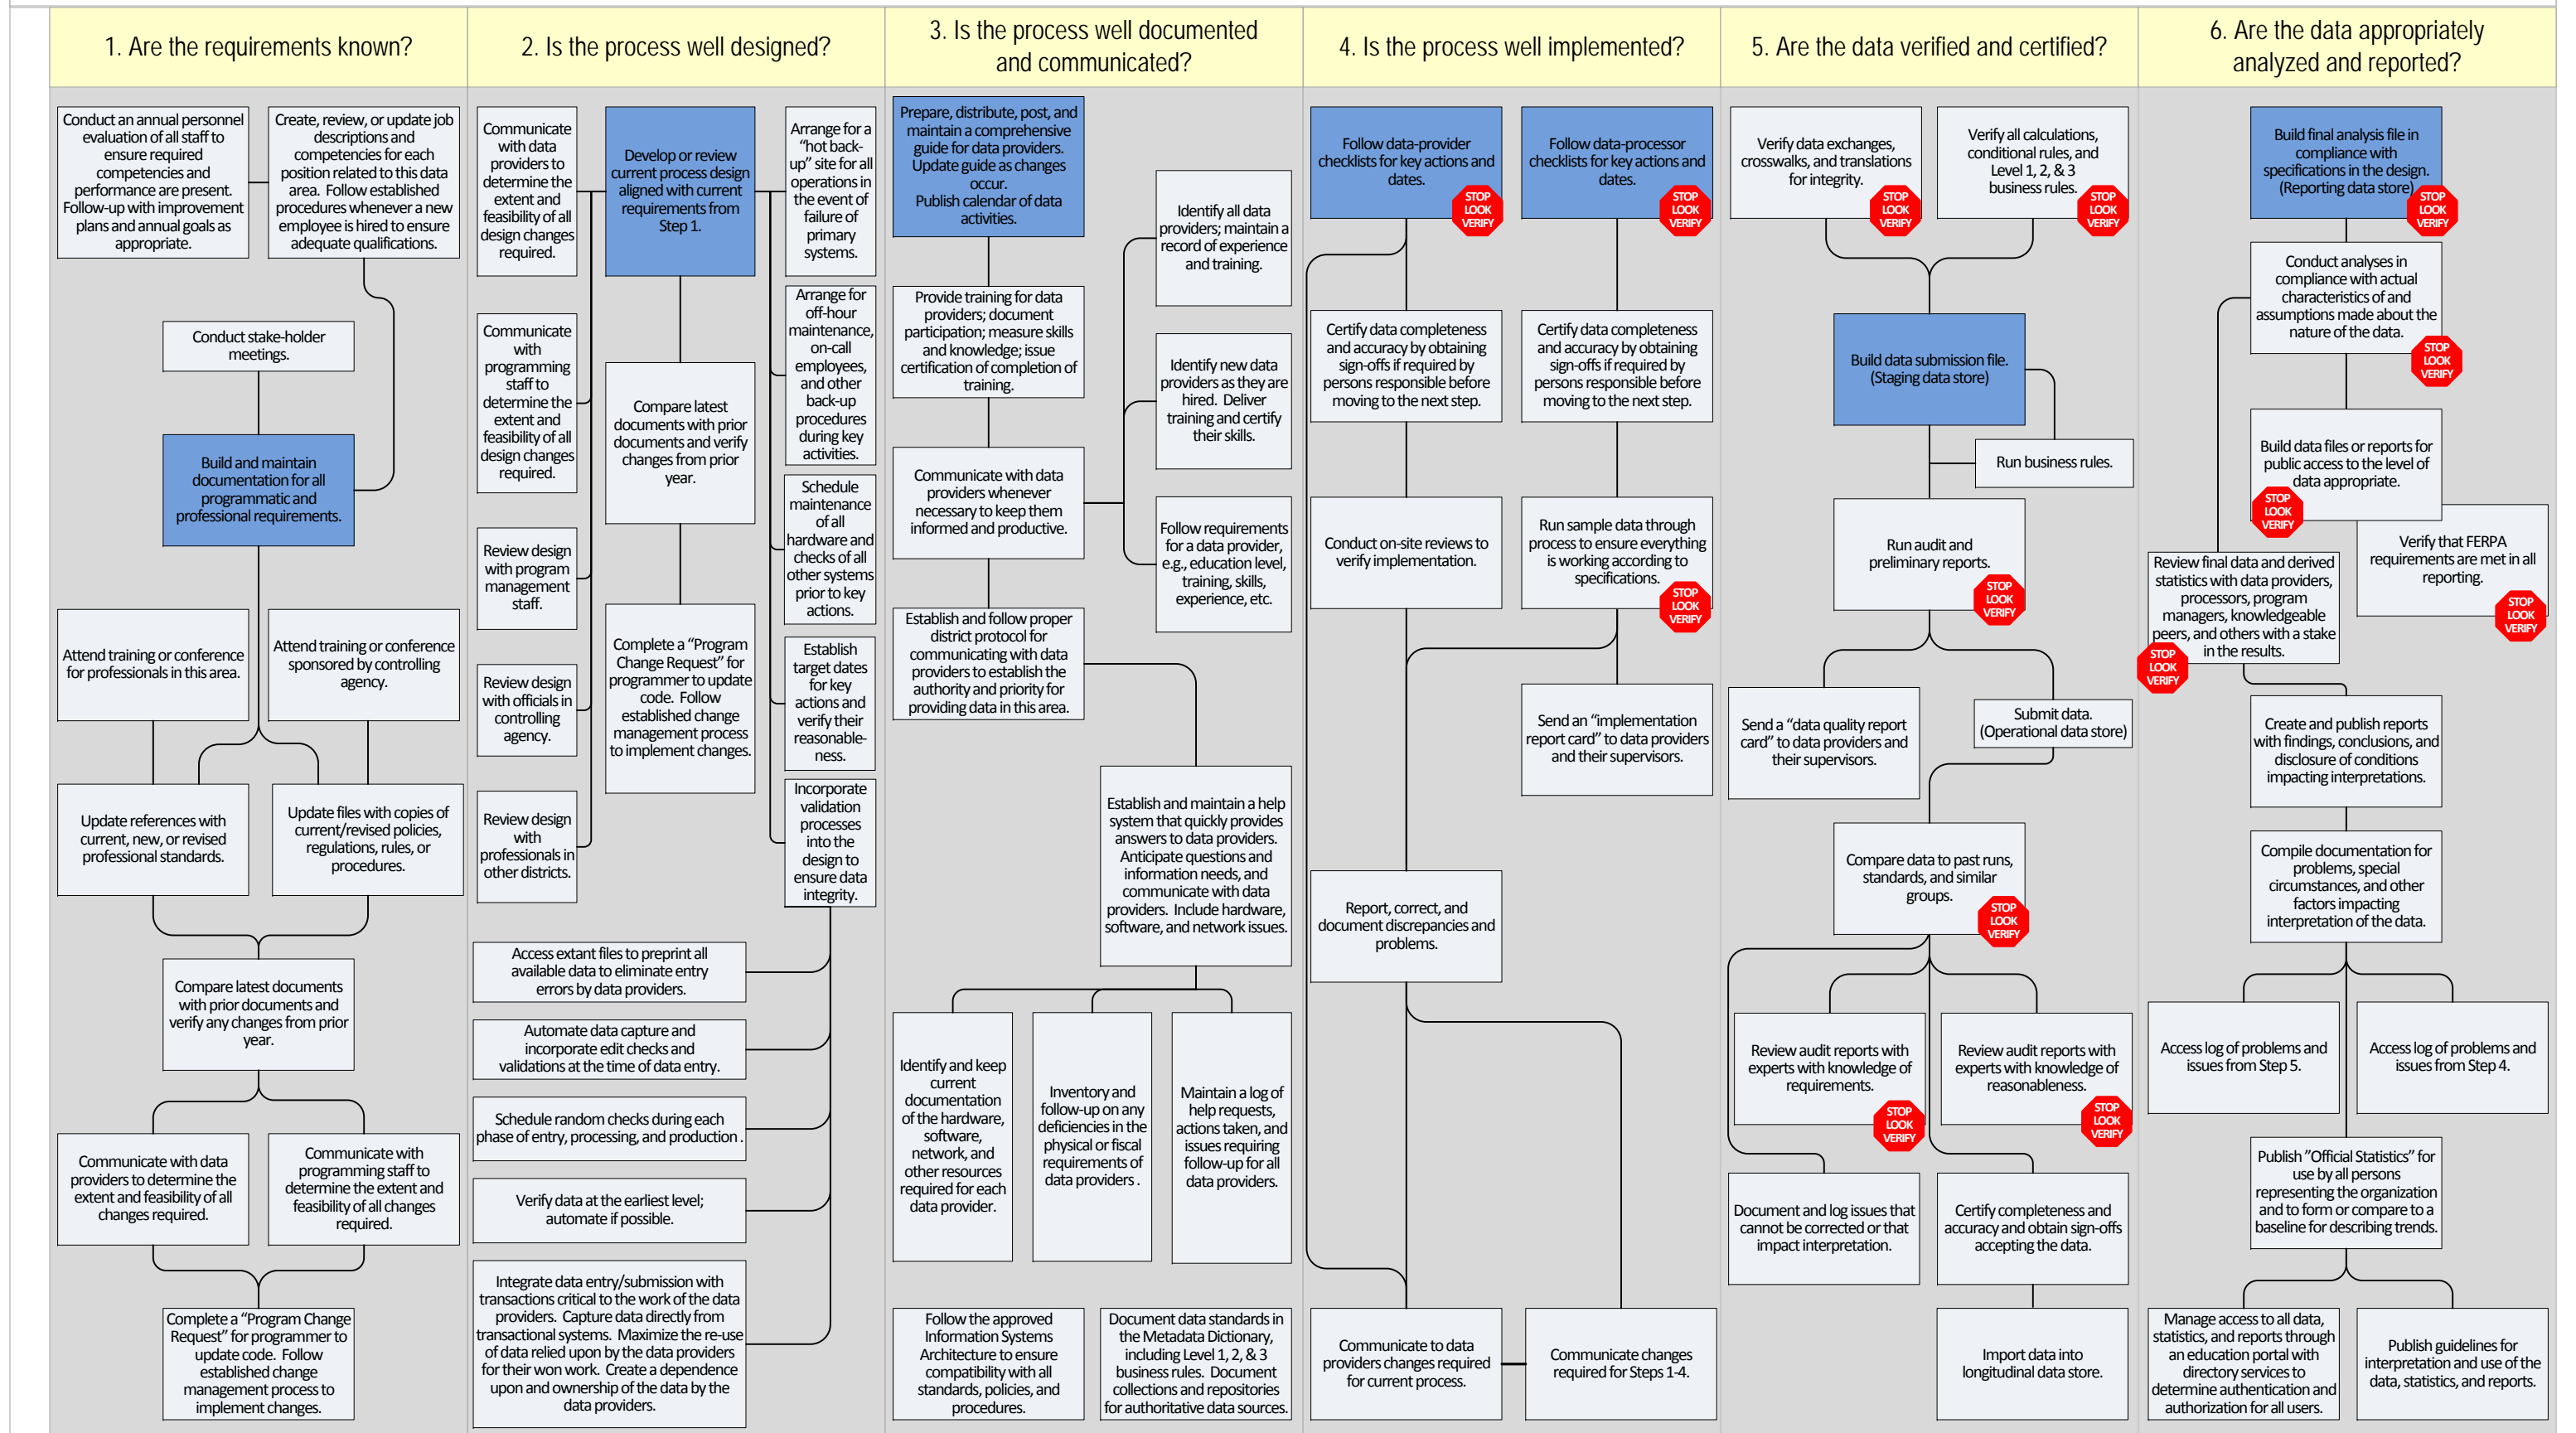 1. Are the requirements known?
2. Is the process well designed?
3. Is the process well documented
and communicated?
4. Is the process well implemented?
5. Are the data verified and certified?
6. Are the data appropriately
analyzed and reported?
Conduct an annual personnel
evaluation of all staff to
ensure required
competencies and
performance are present.
Follow-up with improvement
plans and annual goals as
appropriate.
Create, review, or update job
descriptions and
competencies for each
position related to this data
area. Follow established
procedures whenever a new
employee is hired to ensure
adequate qualifications.
Conduct stake-holder
meetings.
Build and maintain
documentation for all
programmatic and
professional requirements.
Attend training or conference
for professionals in this area.
Attend training or conference
sponsored by controlling
agency.
Update references with
current, new, or revised
professional standards.
Update files with copies of
current/revised policies,
regulations, rules, or
procedures.
Compare latest documents
with prior documents and
verify any changes from prior
year.
Communicate with data
providers to determine the
extent and feasibility of all
changes required.
Communicate with
programming staff to
determine the extent and
feasibility of all changes
required.
Complete a "Program Change
Request" for programmer to
update code. Follow
established change
management process to
implement changes.
Communicate
with data
providers to
determine the
extent and
feasibility of all
design changes
required.
Communicate
with
programming
staff to
determine the
extent and
feasibility of all
design changes
required.
Review design
with program
management
staff.
Review design
with officials in
controlling
agency.
Review design
with
professionals in
other districts.
Develop or review
current process design
aligned with current
requirements from
Step 1.
Compare latest
documents with prior
documents and verify
changes from prior
year.
Complete a "Program
Change Request" for
programmer to update
code. Follow
established change
management process
to implement changes.
Arrange for a
"hot back-
up" site for all
operations in
the event of
failure of
primary
systems.
Arrange for
off-hour
maintenance,
on-call
employees,
and other
back-up
procedures
during key
activities.
Schedule
maintenance
of all
hardware and
checks of all
other systems
prior to key
actions.
Establish
target dates
for key
actions and
verify their
reasonable-
ness.
Incorporate
validation
processes
into the
design to
ensure data
integrity.
Access extant files to preprint all
available data to eliminate entry
errors by data providers.
Automate data capture and
incorporate edit checks and
validations at the time of data entry.
Schedule random checks during each
phase of entry, processing, and production .
Verify data at the earliest level;
automate if possible.
Integrate data entry/submission with
transactions critical to the work of the data
providers. Capture data directly from
transactional systems. Maximize the re-use
of data relied upon by the data providers
for their won work. Create a dependence
upon and ownership of the data by the
data providers.
Prepare, distribute, post, and
maintain a comprehensive
guide for data providers.
Update guide as changes
occur.
Publish calendar of data
activities.
Provide training for data
providers; document
participation; measure skills
and knowledge; issue
certification of completion of
training.
Communicate with data
providers whenever
necessary to keep them
informed and productive.
Establish and follow proper
district protocol for
communicating with data
providers to establish the
authority and priority for
providing data in this area.
Identify all data
providers; maintain a
record of experience
and training.
Identify new data
providers as they are
hired. Deliver
training and certify
their skills.
Follow requirements
for a data provider,
e.g., education level,
training, skills,
experience, etc.
Establish and maintain a help
system that quickly provides
answers to data providers.
Anticipate questions and
information needs, and
communicate with data
providers. Include hardware,
software, and network issues.
Identify and keep
current
documentation
of the hardware,
software,
network, and
other resources
required for each
data provider.
Inventory and
follow-up on any
deficiencies in the
physical or fiscal
requirements of
data providers .
Maintain a log of
help requests,
actions taken, and
issues requiring
follow-up for all
data providers.
Follow the approved
Information Systems
Architecture to ensure
compatibility with all
standards, policies, and
procedures.
Document data standards in
the Metadata Dictionary,
including Level 1, 2, & 3
business rules. Document
collections and repositories
for authoritative data sources.
Follow data-provider
checklists for key actions and
dates.
STOP
LOOK
VERIFY
Follow data-processor
checklists for key actions and
dates.
STOP
LOOK
VERIFY
Certify data completeness
and accuracy by obtaining
sign-offs if required by
persons responsible before
moving to the next step.
Certify data completeness
and accuracy by obtaining
sign-offs if required by
persons responsible before
moving to the next step.
Conduct on-site reviews to
verify implementation.
Run sample data through
process to ensure everything
is working according to
specifications.
STOP
LOOK
VERIFY
Send an "implementation
report card" to data providers
and their supervisors.
Report, correct, and
document discrepancies and
problems.
Communicate to data
providers changes required
for current process.
Communicate changes
required for Steps 1-4.
Verify data exchanges,
crosswalks, and translations
for integrity.
STOP
LOOK
VERIFY
Verify all calculations,
conditional rules, and
Level 1, 2, & 3
business rules.
STOP
LOOK
VERIFY
Build data submission file.
(Staging data store)
Run business rules.
Run audit and
preliminary reports.
STOP
LOOK
VERIFY
Send a "data quality report
card" to data providers and
their supervisors.
Submit data.
(Operational data store)
Compare data to past runs,
standards, and similar
groups.
STOP
LOOK
VERIFY
Review audit reports with
experts with knowledge of
requirements.
STOP
LOOK
VERIFY
Review audit reports with
experts with knowledge of
reasonableness.
STOP
LOOK
VERIFY
Document and log issues that
cannot be corrected or that
impact interpretation.
Certify completeness and
accuracy and obtain sign-offs
accepting the data.
Import data into
longitudinal data store.
Build final analysis file in
compliance with
specifications in the design.
(Reporting data store)
STOP
LOOK
VERIFY
Conduct analyses in
compliance with actual
characteristics of and
assumptions made about the
nature of the data.
STOP
LOOK
VERIFY
Build data files or reports for
public access to the level of
data appropriate.
STOP
LOOK
VERIFY
Verify that FERPA
requirements are met in all
reporting.
STOP
LOOK
VERIFY
Review final data and derived
statistics with data providers,
processors, program
managers, knowledgeable
peers, and others with a stake
in the results.
STOP
LOOK
VERIFY
Create and publish reports
with findings, conclusions, and
disclosure of conditions
impacting interpretations.
Compile documentation for
problems, special
circumstances, and other
factors impacting
interpretation of the data.
Access log of problems and
issues from Step 5.
Access log of problems and
issues from Step 4.
Publish "Official Statistics" for
use by all persons
representing the organization
and to form or compare to a
baseline for describing trends.
Manage access to all data,
statistics, and reports through
an education portal with
directory services to
determine authentication and
authorization for all users.
Publish guidelines for
interpretation and use of the
data, statistics, and reports.